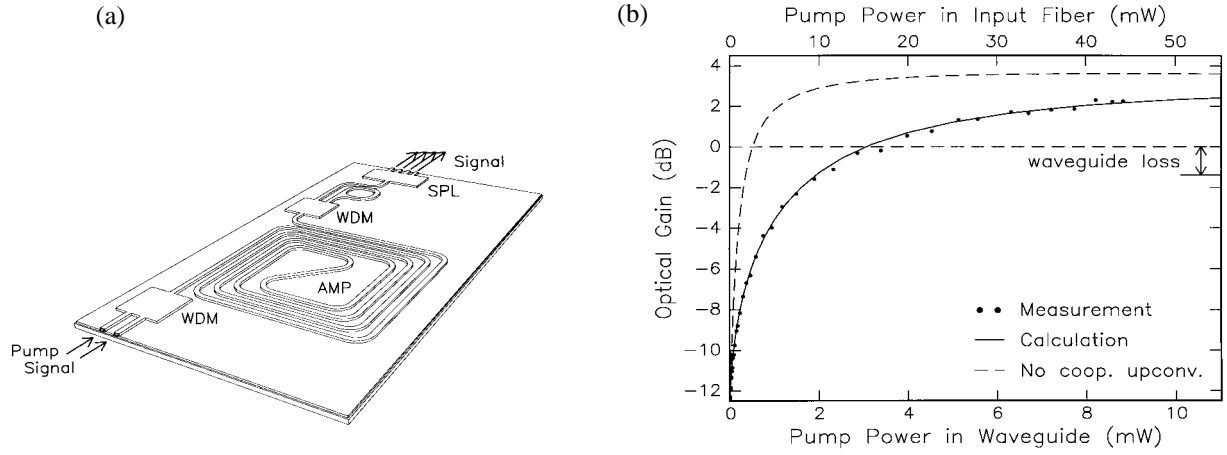 (a)
Signal
SPL
WDM
AMP
WDM
Pump
Signal
(b)
Pump Power in Input Fiber (mW)
0 10 20 30 40 50
4
2
0
−2
−4
−6
−8
−10
−12
Optical Gain (dB)
waveguide loss
Measurement
Calculation
No coop. upconv.
0 2 4 6 8 10
Pump Power in Waveguide (mW)